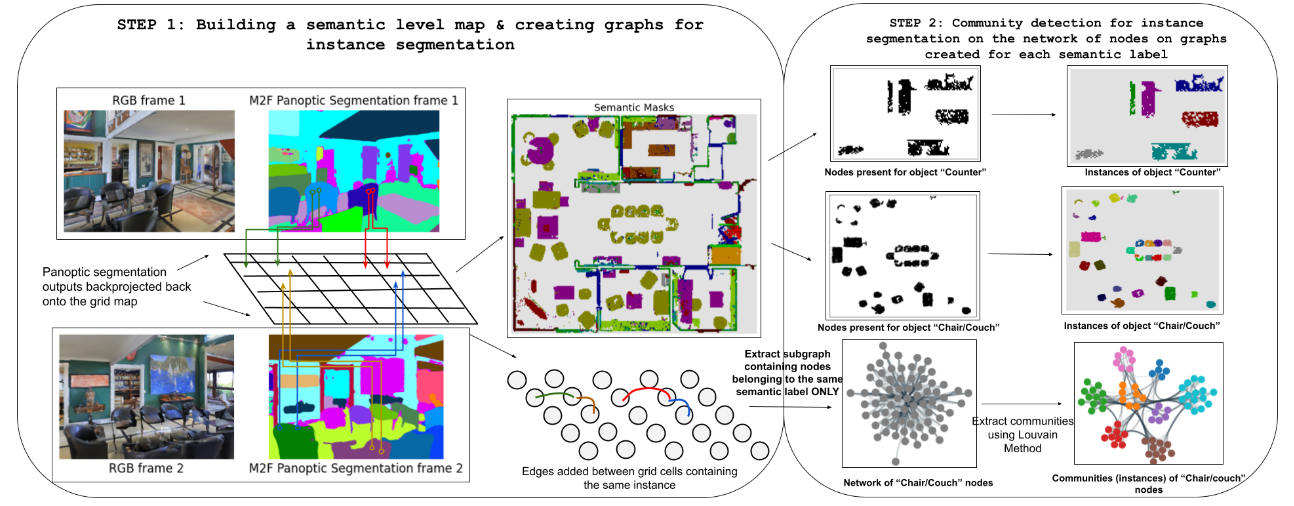 STEP 1: Building a semantic level map & creating graphs for
instance segmentation
RGB frame 1
M2F Panoptic Segmentation frame 1
Panoptic segmentation
outputs backprojected back
onto the grid map
RGB frame 2
M2F Panoptic Segmentation frame 2
Semantic Masks
Edges added between grid cells containing
the same instance
Extract subgraph
containing nodes
belonging to the same
semantic label ONLY
STEP 2: Community detection for instance
segmentation on the network of nodes on graphs
created for each semantic label
Nodes present for object "Counter"
Instances of object "Counter"
Nodes present for object "Chair/Couch"
Instances of object "Chair/Couch"
Network of "Chair/Couch" nodes
Extract communities
using Louvain
Method
Communities (instances) of "Chair/couch"
nodes